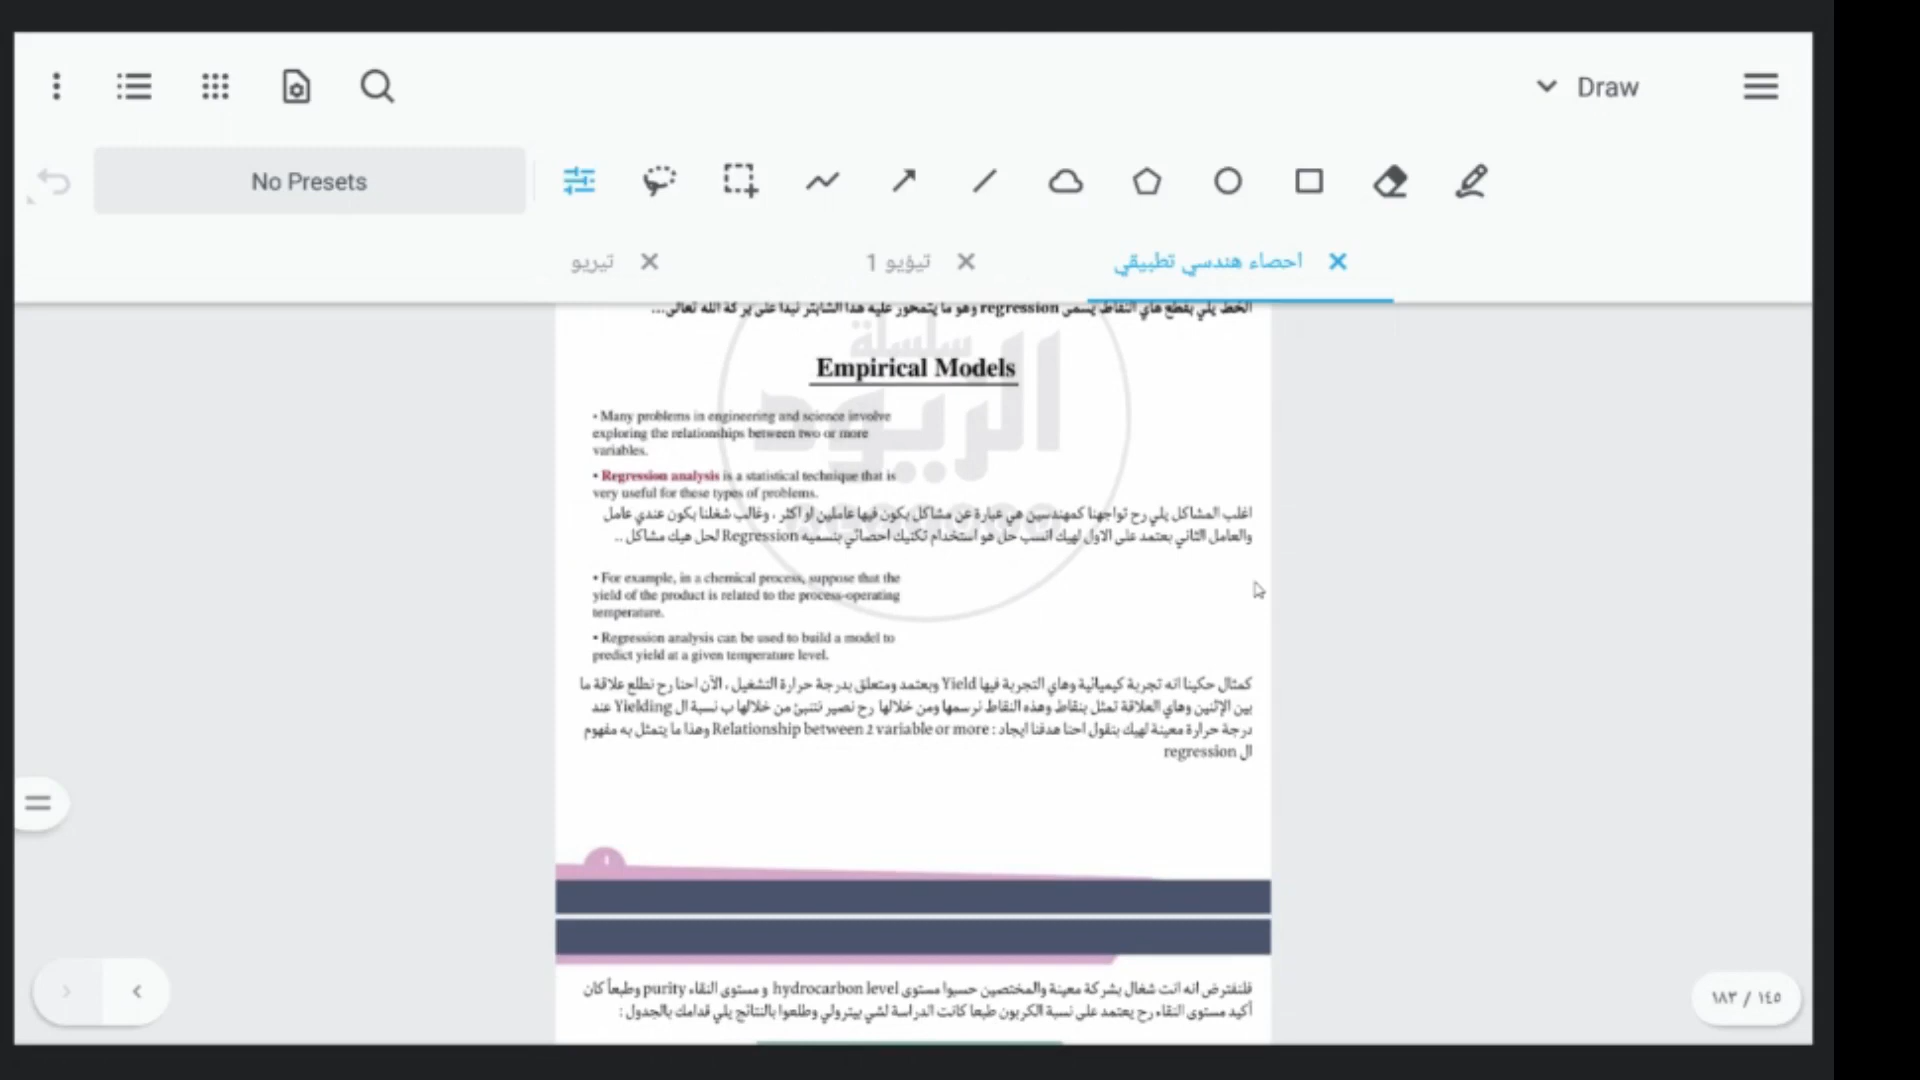 Draw
No Presets
تيريو
تيؤيو 1
احصاء هندسي تطبيقي
الخط يلي بقطع هاي النقاط يسمى regression وهو ما يتمحور عليه هذا الشابتر نبدا على بركة الله تعالى...
سلسلة
الريود
Empirical Models
• Many problems in engineering and science involve
exploring the relationships between two or more
variables.
• Regression analysis is a statistical technique that is
very useful for these types of problems.
اغلب المشاكل يلي رح تواجهنا كمهندسين هي عبارة عن مشاكل يكون فيها عاملين او اكثر ، وغالب شغلنا بكون عندي عامل
والعامل الثاني بعتمد على الاول لهيك انسب حل هو استخدام تكنيك احصائي بنسميه Regression لحل هيك مشاكل ..
• For example, in a chemical process, suppose that the
yield of the product is related to the process-operating
temperature.
• Regression analysis can be used to build a model to
predict yield at a given temperature level.
كمثال حكينا انه تجربة كيميائية وهاي التجربة فيها Yield وبعتمد ومتعلق بدرجة حرارة التشغيل ، الآن احنا رح نطلع علاقة ما
بين الإثنين وهاي العلاقة تمثل بنقاط وهذه النقاط نرسمها ومن خلالها رح نصير نتنبئ من خلالها ب نسبة ال Yielding عند
درجة حرارة معينة لهيك بنقول احنا هدفنا ايجاد : Relationship between 2 variable or more وهذا ما يتمثل به مفهوم
ال regression
١
فلنفترض انه انت شغال بشركة معينة والمختصين حسبوا مستوى hydrocarbon level و مستوى النقاء purity وطبعاً كان
أكيد مستوى النقاء رح يعتمد على نسبة الكربون طبعا كانت الدراسة لشي بيترولي وطلعوا بالنتائج يلي قدامك بالجدول :
١٤٥ / ١٨٣